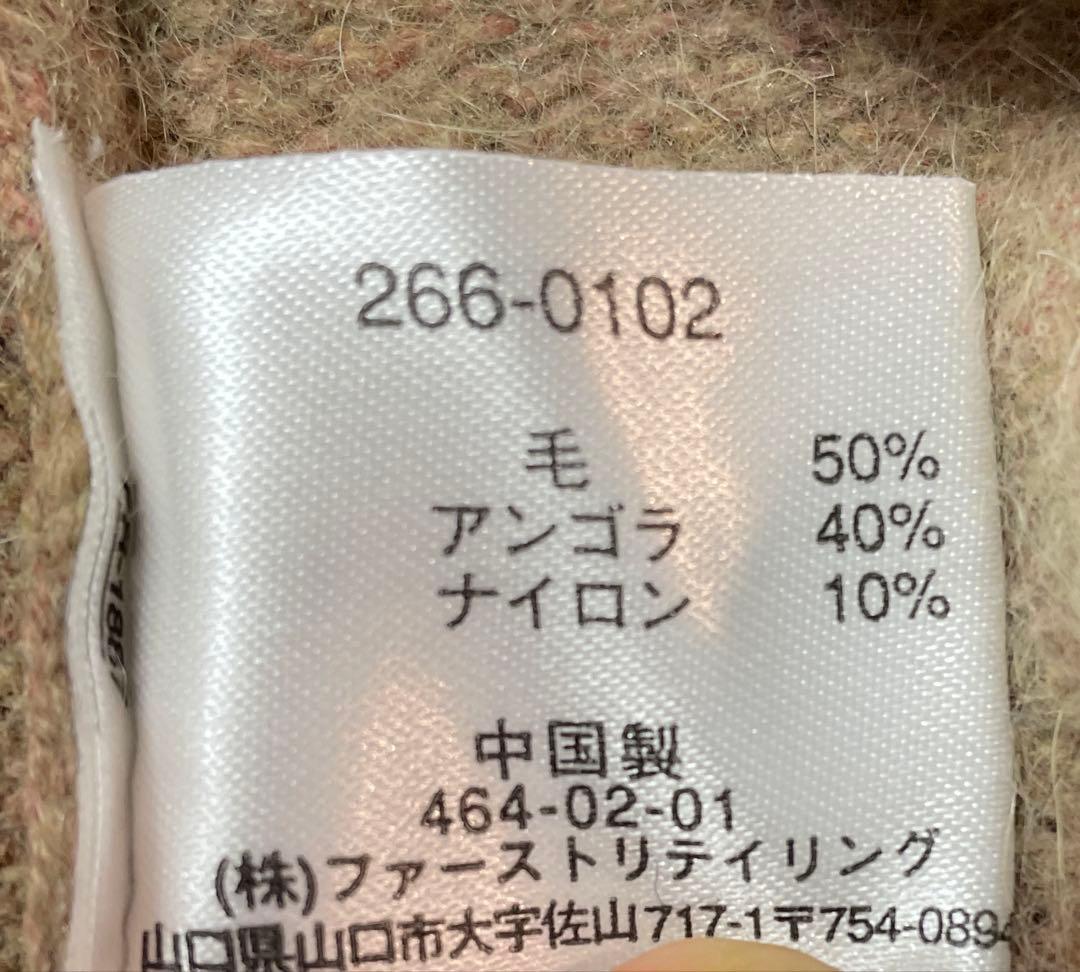 266-0102
毛 50%
アンゴラ 40%
ナイロン 10%
中国製
464-02-01
(株)ファーストリテイリング
山口県山口市大字佐山717-1〒754-0894